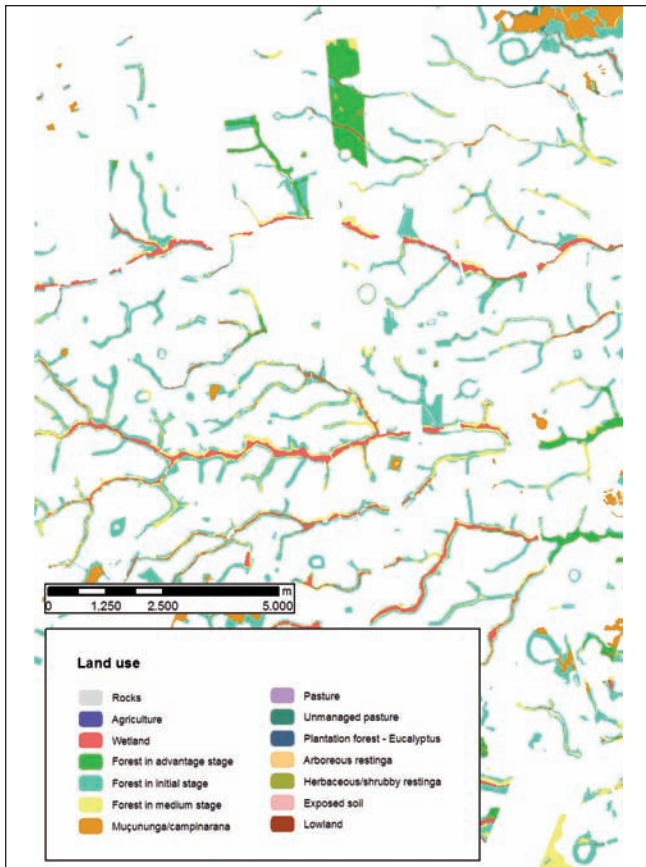 m
0 1.250 2.500 5.000
Land use
Rocks
Agriculture
Wetland
Forest in advantage stage
Forest in initial stage
Forest in medium stage
Muçununga/campinarana
Pasture
Unmanaged pasture
Plantation forest - Eucalyptus
Arboreous restinga
Herbaceous/shrubby restinga
Exposed soil
Lowland